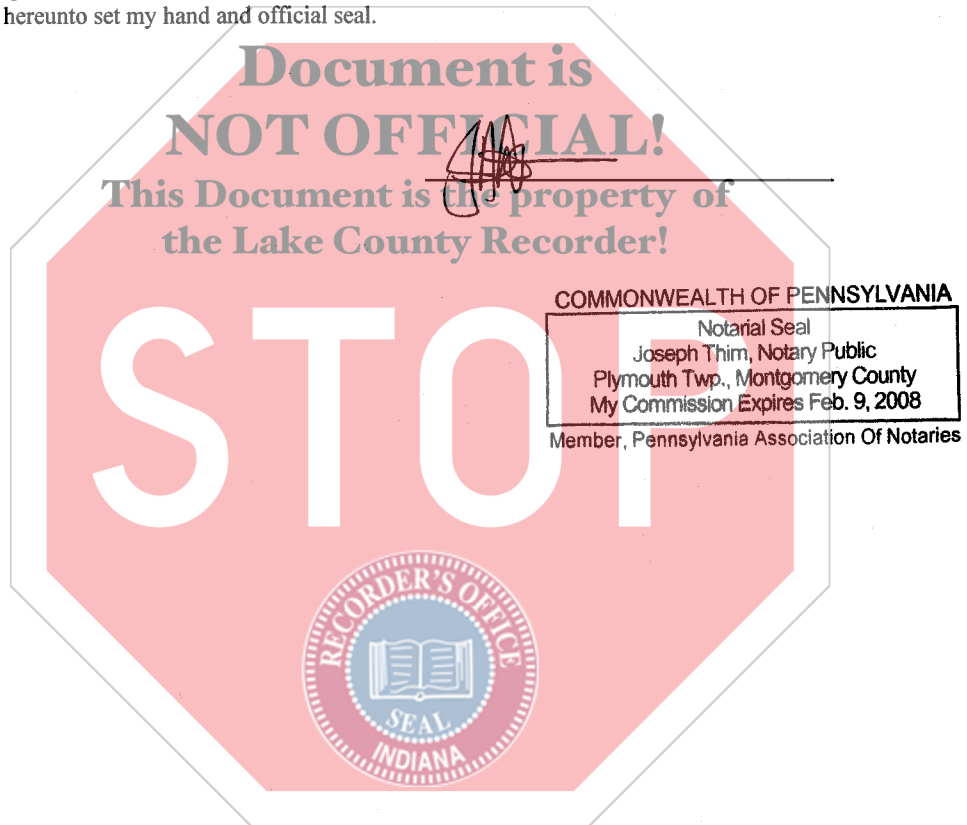 hereunto set my hand and official seal.
Document is
NOT OFFICIAL!
This Document is the property of
the Lake County Recorder!
COMMONWEALTH OF PENNSYLVANIA
Notarial Seal
Joseph Thim, Notary Public
Plymouth Twp., Montgomery County
My Commission Expires Feb. 9, 2008
Member, Pennsylvania Association Of Notaries
STOP
RECORDER'S OFFICE
SEAL
INDIANA